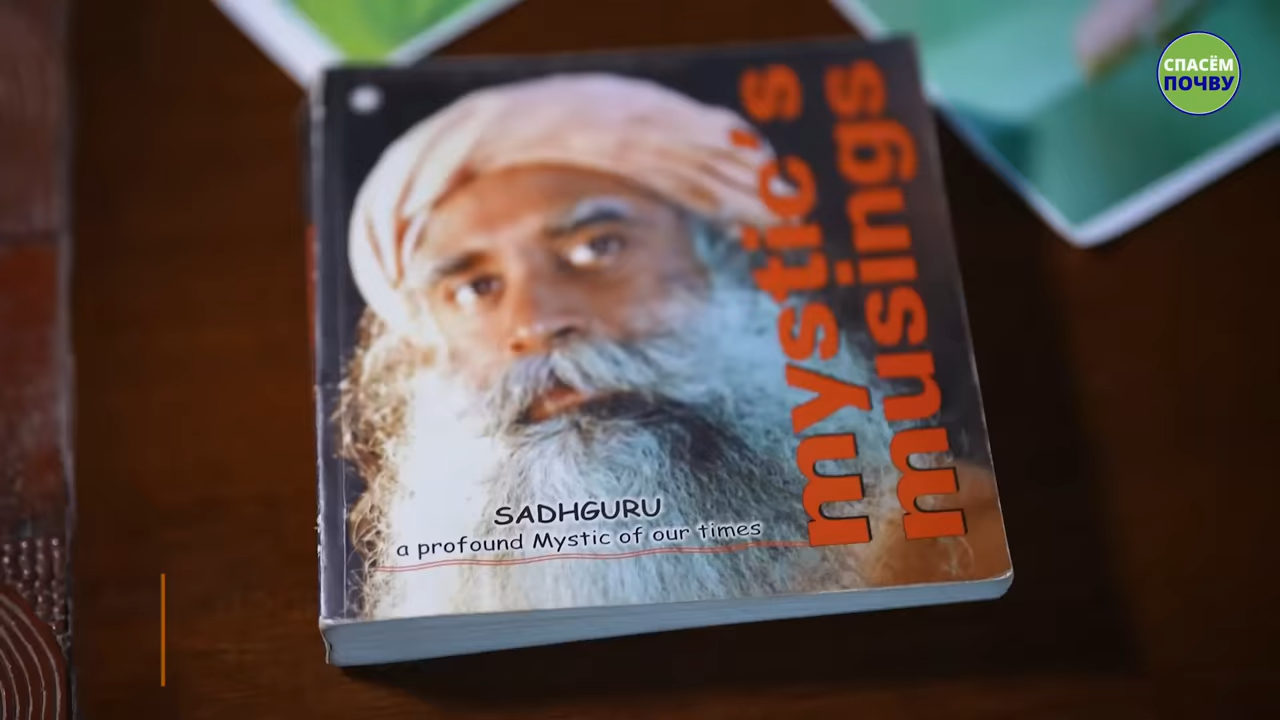 СПАСЁМ
ПОЧВУ
mystic's
musings
SADHGURU
a profound Mystic of our times